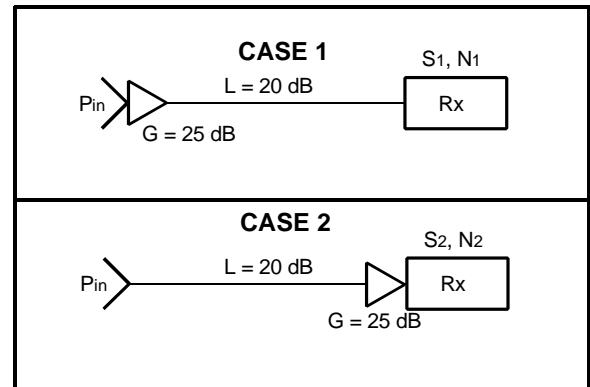 CASE 1
S1, N1
L = 20 dB
Pin
Rx
G = 25 dB
CASE 2
S2, N2
L = 20 dB
Pin
Rx
G = 25 dB